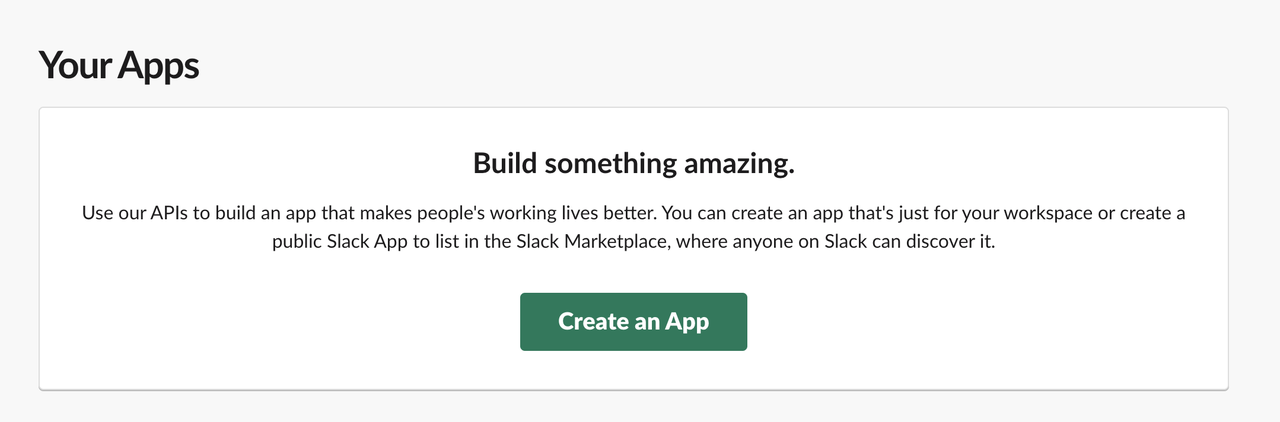 Your Apps
Build something amazing.
Use our APIs to build an app that makes people's working lives better. You can create an app that's just for your workspace or create a
public Slack App to list in the Slack Marketplace, where anyone on Slack can discover it.
Create an App